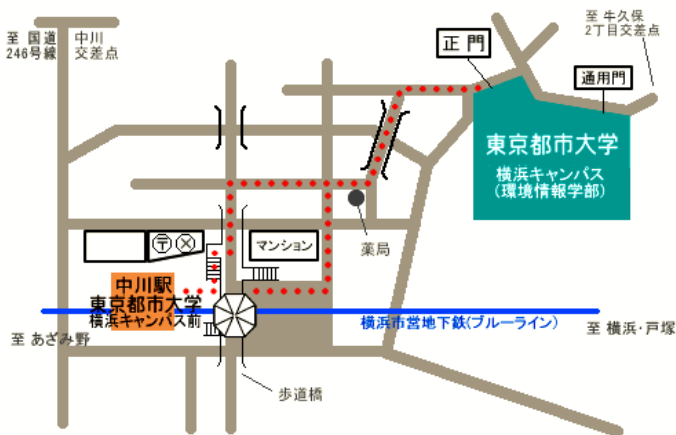 至 国道
246号線
中川
交差点
至 牛久保
2丁目交差点
正 門
通用門
東京都市大学
横浜キャンパス
(環境情報学部)
薬局
マンション
〒
中川駅
東京都市大学
横浜キャンパス前
横浜市営地下鉄(ブルーライン)
至 あざみ野
至 横浜・戸塚
歩道橋